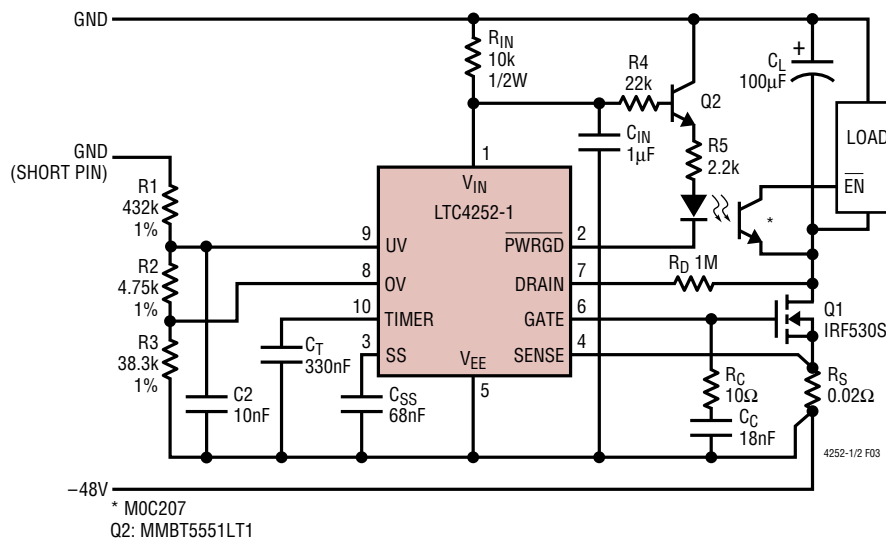 GND
R_IN
10k
1/2W
R4
22k
Q2
C_L
100µF
+
LOAD
EN
C_IN
1µF
R5
2.2k
*
GND
(SHORT PIN)
R1
432k
1%
R2
4.75k
1%
R3
38.3k
1%
C2
10nF
C_T
330nF
C_SS
68nF
1
V_IN
LTC4252-1
9
UV
PWRGD
2
8
OV
DRAIN
7
R_D 1M
10
TIMER
GATE
6
3
SS
V_EE
SENSE
4
5
Q1
IRF530S
R_C
10Ω
C_C
18nF
R_S
0.02Ω
4252-1/2 F03
−48V
* M0C207
Q2: MMBT5551LT1